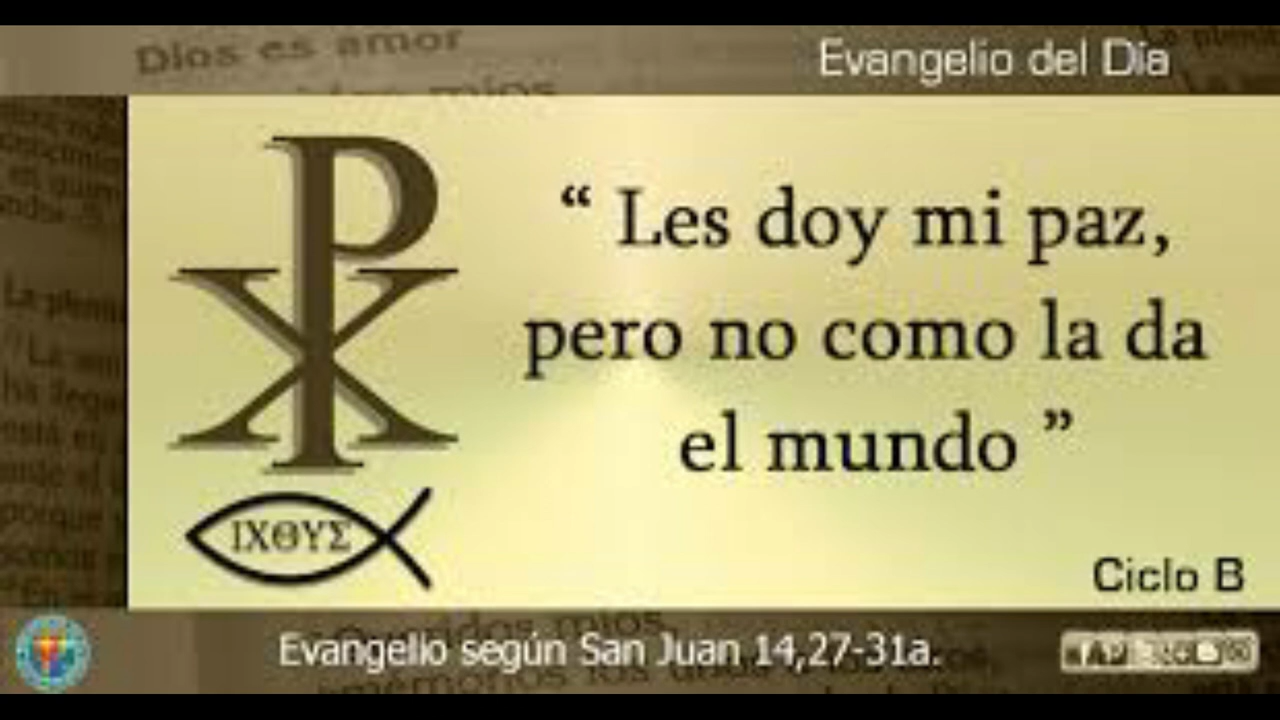 Dios es amor
Evangelio del Día
“ Les doy mi paz,
pero no como la da
el mundo ”
ΙΧΘΥΣ
Ciclo B
Evangelio según San Juan 14,27-31a.